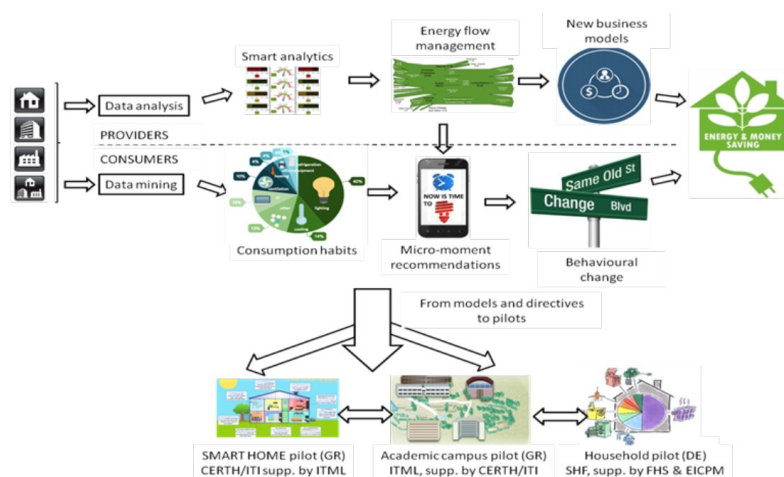 New business
models
Energy flow
management
Smart analytics
Data analysis
PROVIDERS
CONSUMERS
Data mining
ENERGY & MONEY
SAVING
NOW IS TIME
TO
Same Old St
Change Blvd
lighting
cooling
Consumption habits
Micro-moment
recommendations
Behavioural
change
From models and directives
to pilots
SMART HOME pilot (GR)
CERTH/ITI supp. by ITML
Academic campus pilot (GR)
ITML, supp. by CERTH/ITI
Household pilot (DE)
SHF, supp. by FHS & EICPM